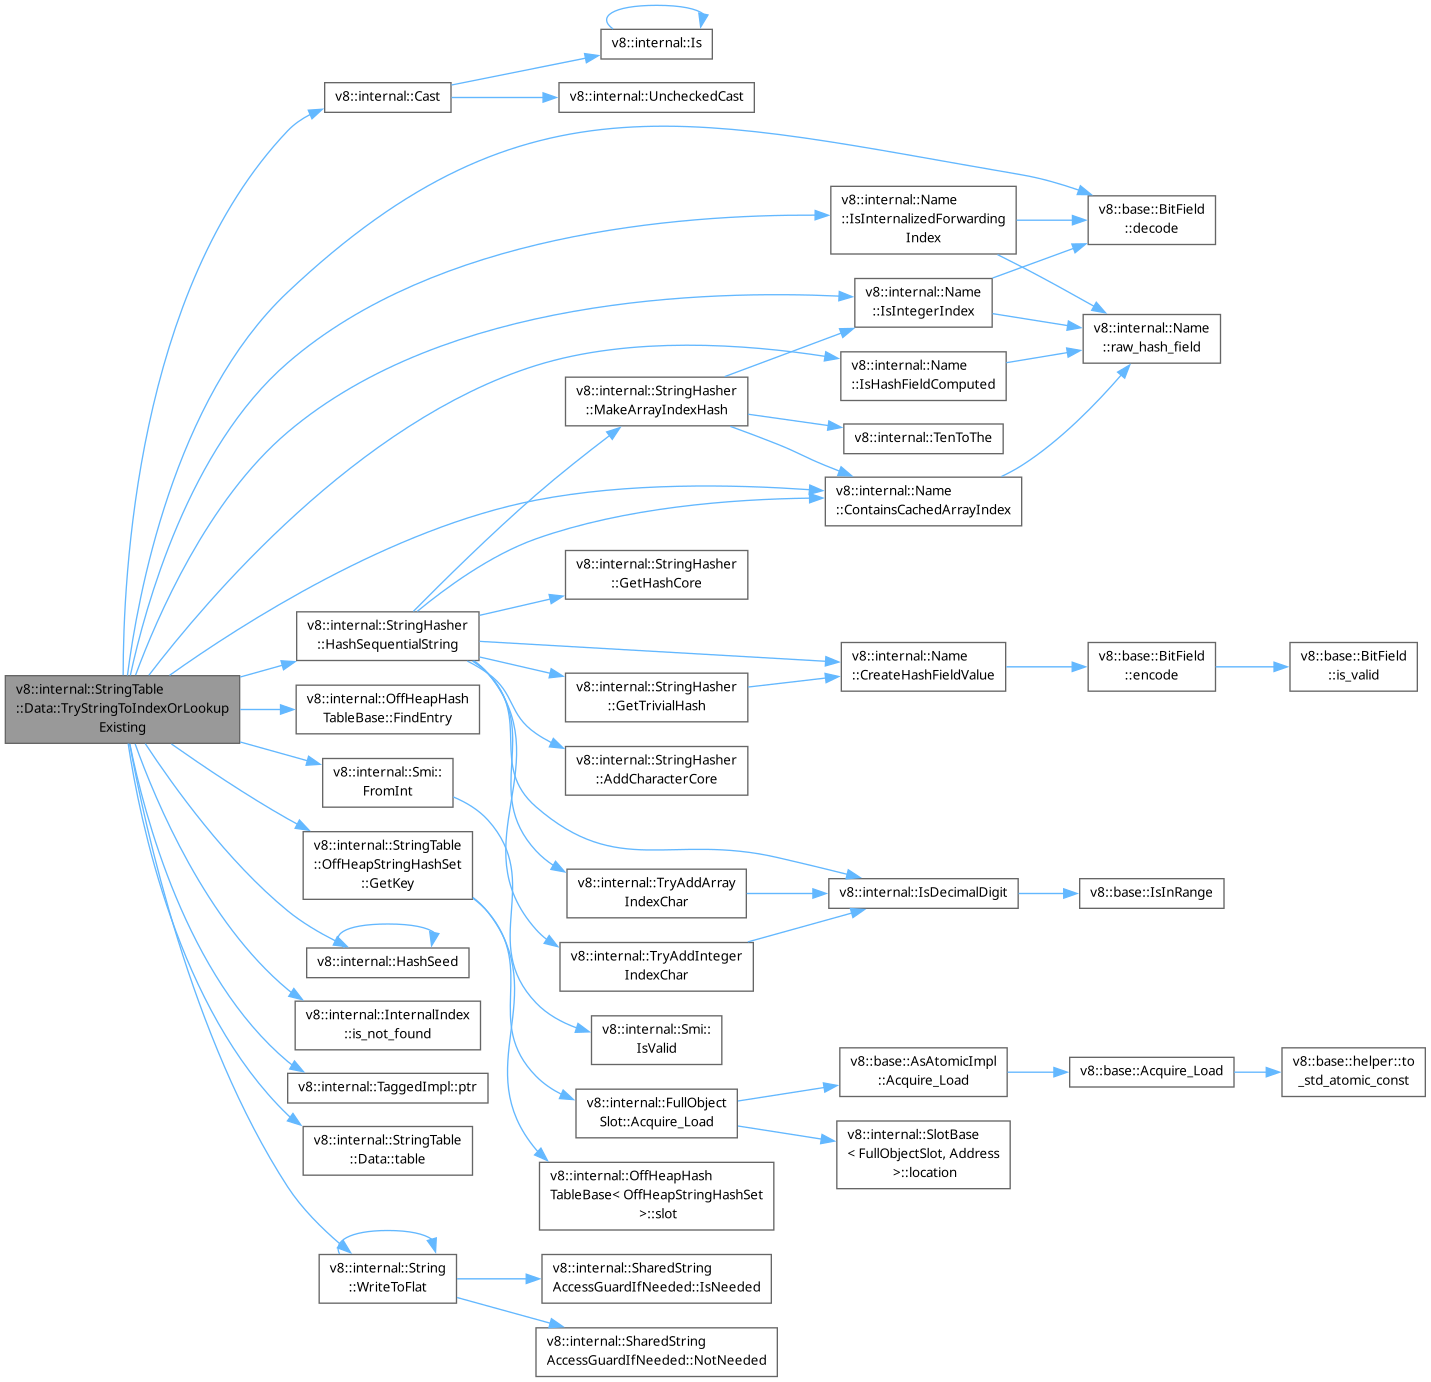 v8::internal::Is
v8::internal::Cast
v8::internal::UncheckedCast
v8::internal::Name
::IsInternalizedForwarding
Index
v8::base::BitField
::decode
v8::internal::Name
::IsIntegerIndex
v8::internal::Name
::raw_hash_field
v8::internal::Name
::IsHashFieldComputed
v8::internal::StringHasher
::MakeArrayIndexHash
v8::internal::TenToThe
v8::internal::Name
::ContainsCachedArrayIndex
v8::internal::StringHasher
::GetHashCore
v8::internal::StringHasher
::HashSequentialString
v8::internal::Name
::CreateHashFieldValue
v8::base::BitField
::encode
v8::base::BitField
::is_valid
v8::internal::StringTable
::Data::TryStringToIndexOrLookup
Existing
v8::internal::OffHeapHash
TableBase::FindEntry
v8::internal::StringHasher
::GetTrivialHash
v8::internal::Smi::
FromInt
v8::internal::StringHasher
::AddCharacterCore
v8::internal::StringTable
::OffHeapStringHashSet
::GetKey
v8::internal::TryAddArray
IndexChar
v8::internal::IsDecimalDigit
v8::base::IsInRange
v8::internal::HashSeed
v8::internal::TryAddInteger
IndexChar
v8::internal::InternalIndex
::is_not_found
v8::internal::Smi::
IsValid
v8::internal::TaggedImpl::ptr
v8::internal::FullObject
Slot::Acquire_Load
v8::base::AsAtomicImpl
::Acquire_Load
v8::base::Acquire_Load
v8::base::helper::to
_std_atomic_const
v8::internal::StringTable
::Data::table
v8::internal::SlotBase
< FullObjectSlot, Address
>::location
v8::internal::OffHeapHash
TableBase< OffHeapStringHashSet
>::slot
v8::internal::String
::WriteToFlat
v8::internal::SharedString
AccessGuardIfNeeded::IsNeeded
v8::internal::SharedString
AccessGuardIfNeeded::NotNeeded